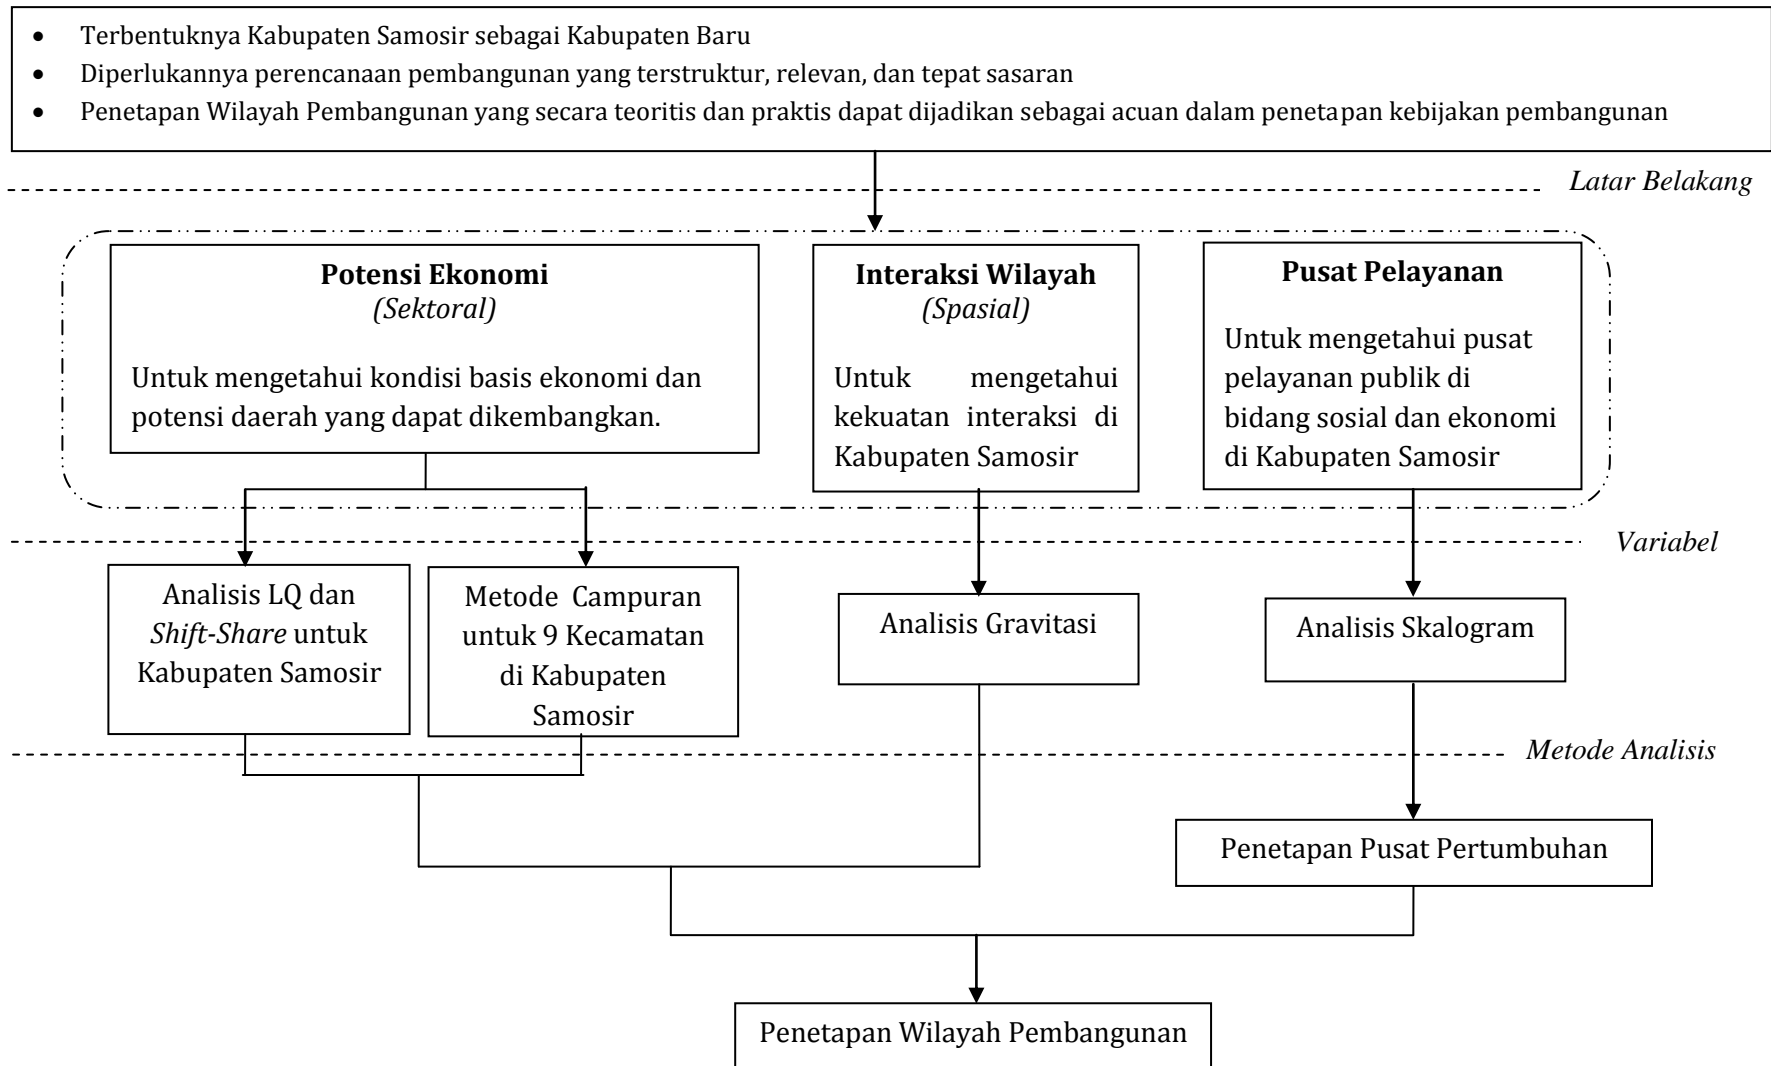 • Terbentuknya Kabupaten Samosir sebagai Kabupaten Baru
• Diperlukannya perencanaan pembangunan yang terstruktur, relevan, dan tepat sasaran
• Penetapan Wilayah Pembangunan yang secara teoritis dan praktis dapat dijadikan sebagai acuan dalam penetapan kebijakan pembangunan
Latar Belakang
Potensi Ekonomi
(Sektoral)
Untuk mengetahui kondisi basis ekonomi dan
potensi daerah yang dapat dikembangkan.
Interaksi Wilayah
(Spasial)
Untuk mengetahui
kekuatan interaksi di
Kabupaten Samosir
Pusat Pelayanan
Untuk mengetahui pusat
pelayanan publik di
bidang sosial dan ekonomi
di Kabupaten Samosir
Variabel
Analisis LQ dan
Shift-Share untuk
Kabupaten Samosir
Metode Campuran
untuk 9 Kecamatan
di Kabupaten
Samosir
Analisis Gravitasi
Analisis Skalogram
Metode Analisis
Penetapan Pusat Pertumbuhan
Penetapan Wilayah Pembangunan